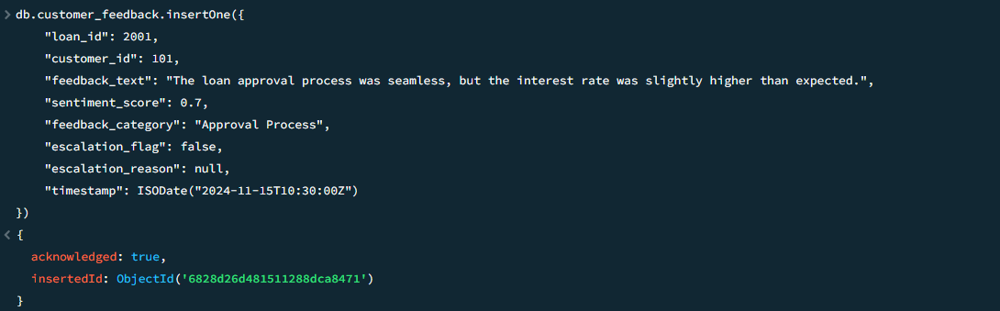 > db.customer_feedback.insertOne({
"loan_id": 2001,
"customer_id": 101,
"feedback_text": "The loan approval process was seamless, but the interest rate was slightly higher than expected.",
"sentiment_score": 0.7,
"feedback_category": "Approval Process",
"escalation_flag": false,
"escalation_reason": null,
"timestamp": ISODate("2024-11-15T10:30:00Z")
})
< {
acknowledged: true,
insertedId: ObjectId('6828d26d481511288dca8471')
}